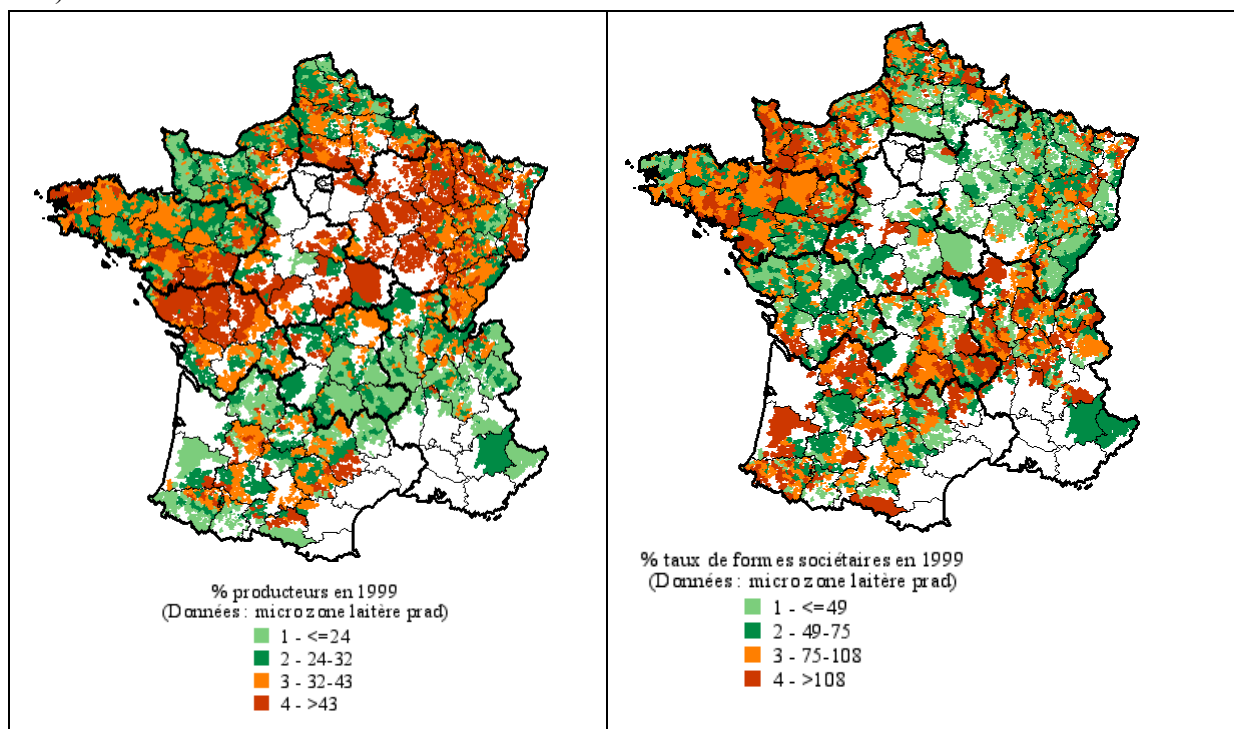 )
% producteurs en 1999
(Données : microzone laitère prad)
1 - <=24
2 - 24-32
3 - 32-43
4 - >43
% taux de formes sociétaires en 1999
(Données : microzone laitère prad)
1 - <=49
2 - 49-75
3 - 75-108
4 - >108